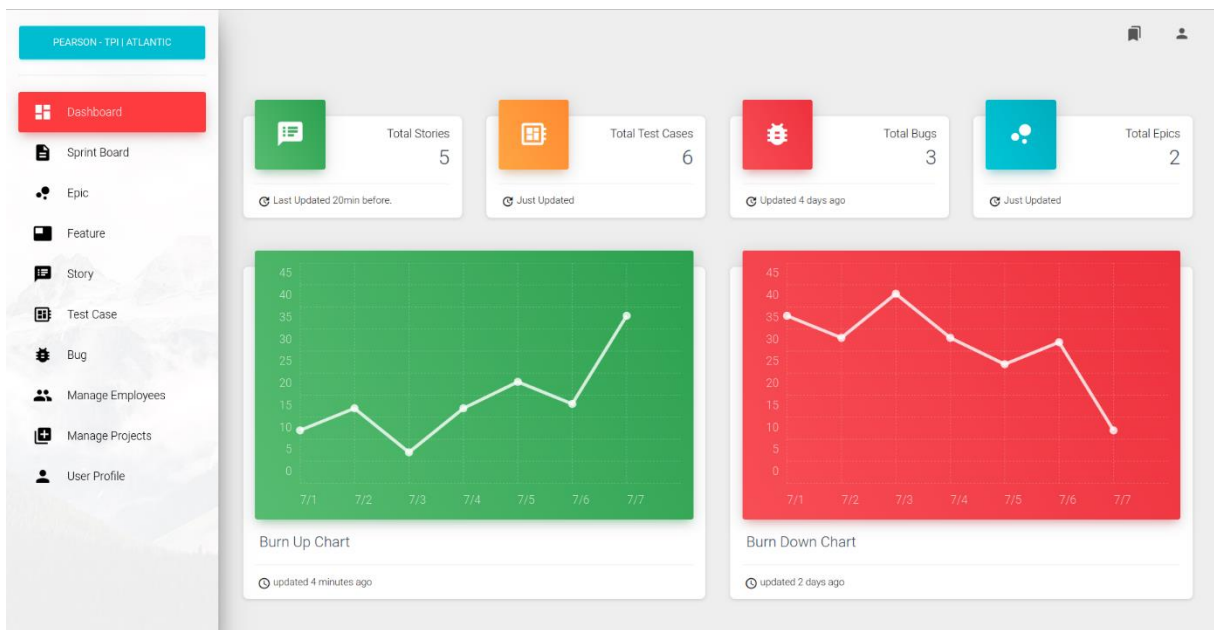 PEARSON - TPI | ATLANTIC
Dashboard
Sprint Board
Epic
Feature
Story
Test Case
Bug
Manage Employees
Manage Projects
User Profile
Total Stories
5
Last Updated 20min before.
Total Test Cases
6
Just Updated
Total Bugs
3
Updated 4 days ago
Total Epics
2
Just Updated
45
40
35
30
25
20
15
10
5
0
7/1 7/2 7/3 7/4 7/5 7/6 7/7
Burn Up Chart
updated 4 minutes ago
45
40
35
30
25
20
15
10
5
0
7/1 7/2 7/3 7/4 7/5 7/6 7/7
Burn Down Chart
updated 2 days ago